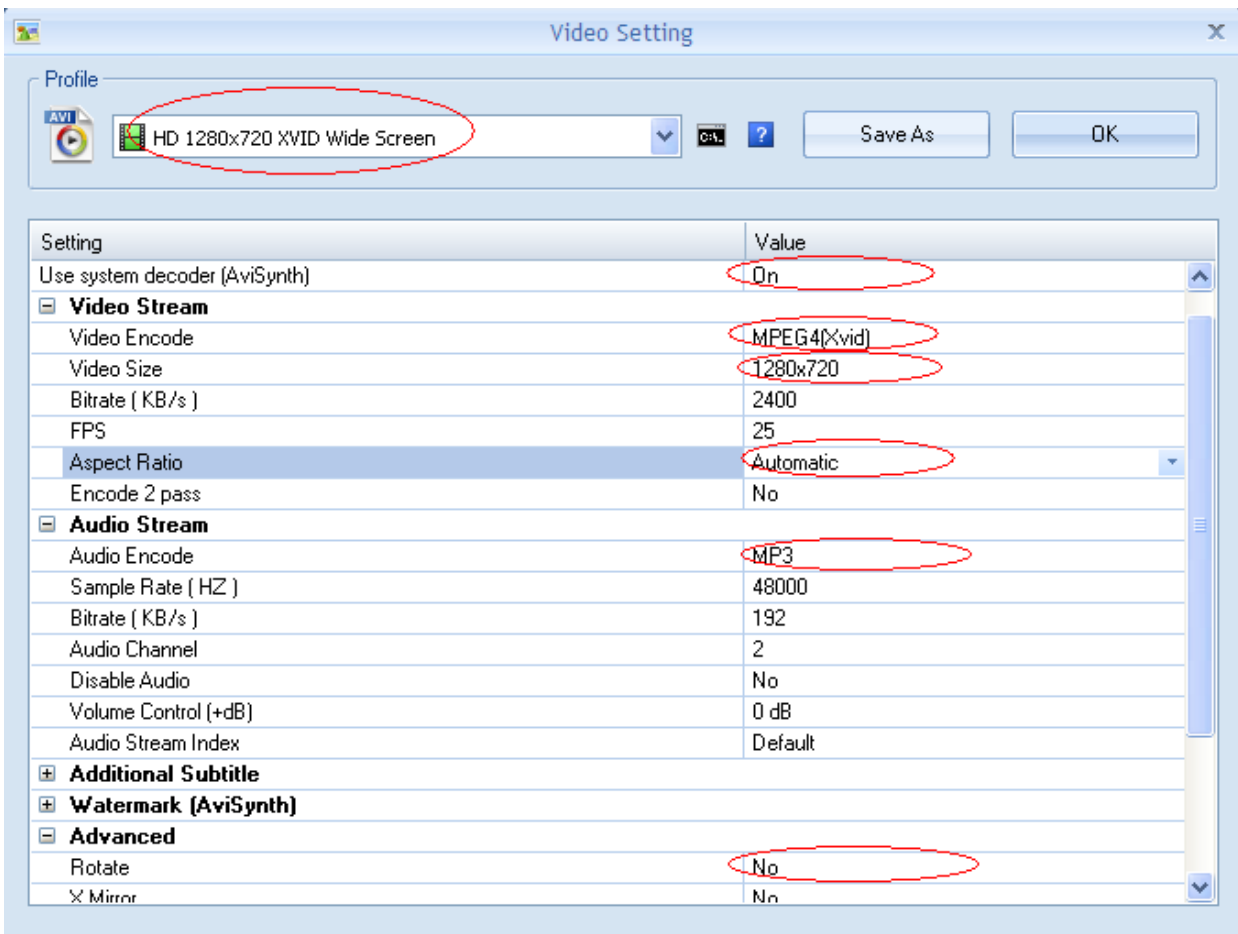 Video Setting
Profile
AVI
HD 1280x720 XVID Wide Screen
C:\.
?
Save As
OK
Setting Value
Use system decoder (AviSynth) On
Video Stream
Video Encode MPEG4(Xvid)
Video Size 1280x720
Bitrate ( KB/s ) 2400
FPS 25
Aspect Ratio Automatic
Encode 2 pass No
Audio Stream
Audio Encode MP3
Sample Rate ( HZ ) 48000
Bitrate ( KB/s ) 192
Audio Channel 2
Disable Audio No
Volume Control (+dB) 0 dB
Audio Stream Index Default
Additional Subtitle
Watermark (AviSynth)
Advanced
Rotate No
X Mirror No